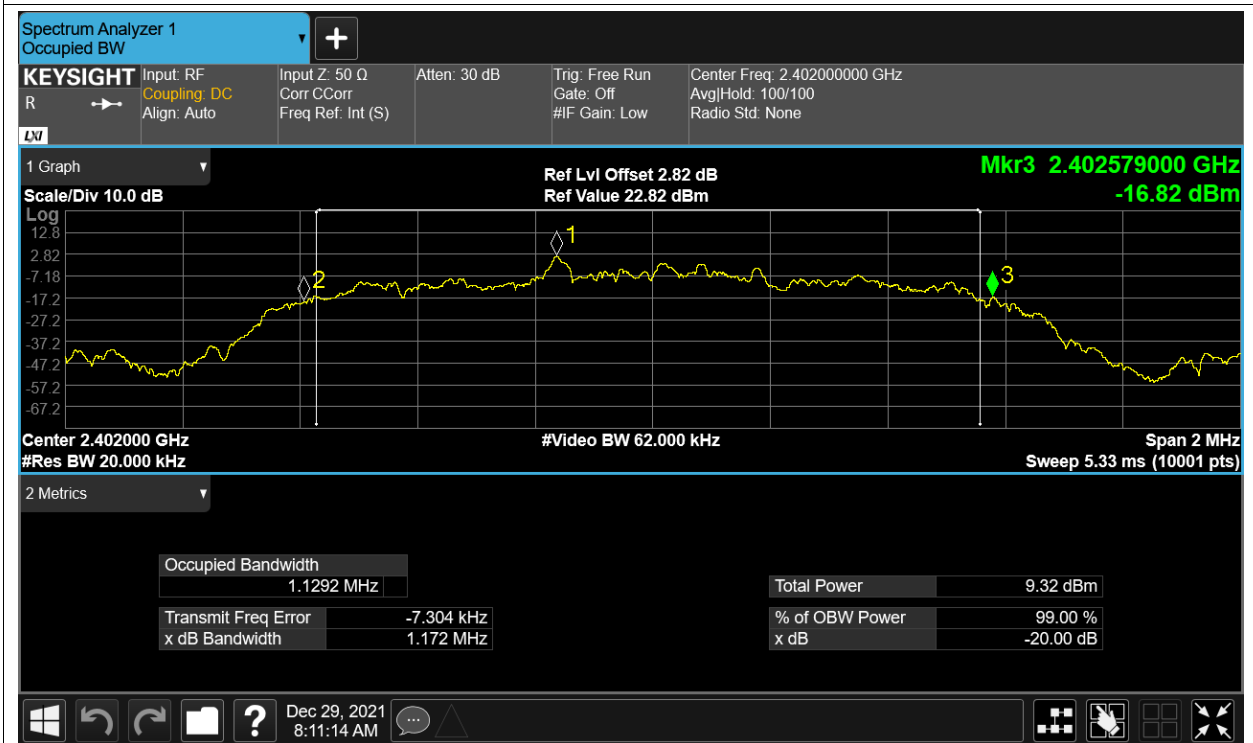 Spectrum Analyzer 1
Occupied BW
KEYSIGHT
R
LXI
Input: RF
Coupling: DC
Align: Auto
Input Z: 50 Ω
Corr CCorr
Freq Ref: Int (S)
Atten: 30 dB
Trig: Free Run
Gate: Off
#IF Gain: Low
Center Freq: 2.402000000 GHz
Avg|Hold: 100/100
Radio Std: None
1 Graph
Scale/Div 10.0 dB
Ref Lvl Offset 2.82 dB
Ref Value 22.82 dBm
Mkr3 2.402579000 GHz
-16.82 dBm
Log
12.8
2.82
-7.18
-17.2
-27.2
-37.2
-47.2
-57.2
-67.2
1
2
3
Center 2.402000 GHz
#Video BW 62.000 kHz
Span 2 MHz
#Res BW 20.000 kHz
Sweep 5.33 ms (10001 pts)
2 Metrics
Occupied Bandwidth
1.1292 MHz
Total Power 9.32 dBm
Transmit Freq Error -7.304 kHz
% of OBW Power 99.00 %
x dB Bandwidth 1.172 MHz
x dB -20.00 dB
?
Dec 29, 2021
8:11:14 AM